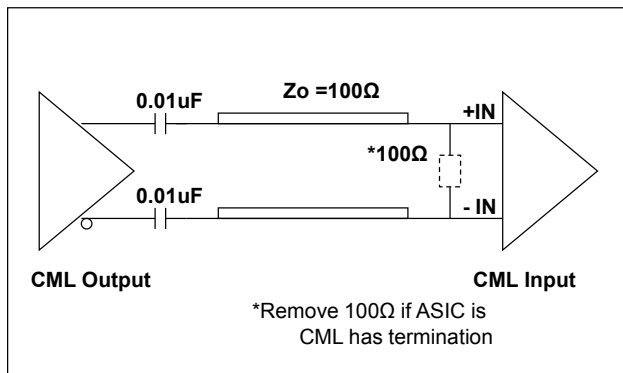 Zo =100Ω
0.01uF
+IN
*100Ω
0.01uF
- IN
CML Output
CML Input
*Remove 100Ω if ASIC is
CML has termination